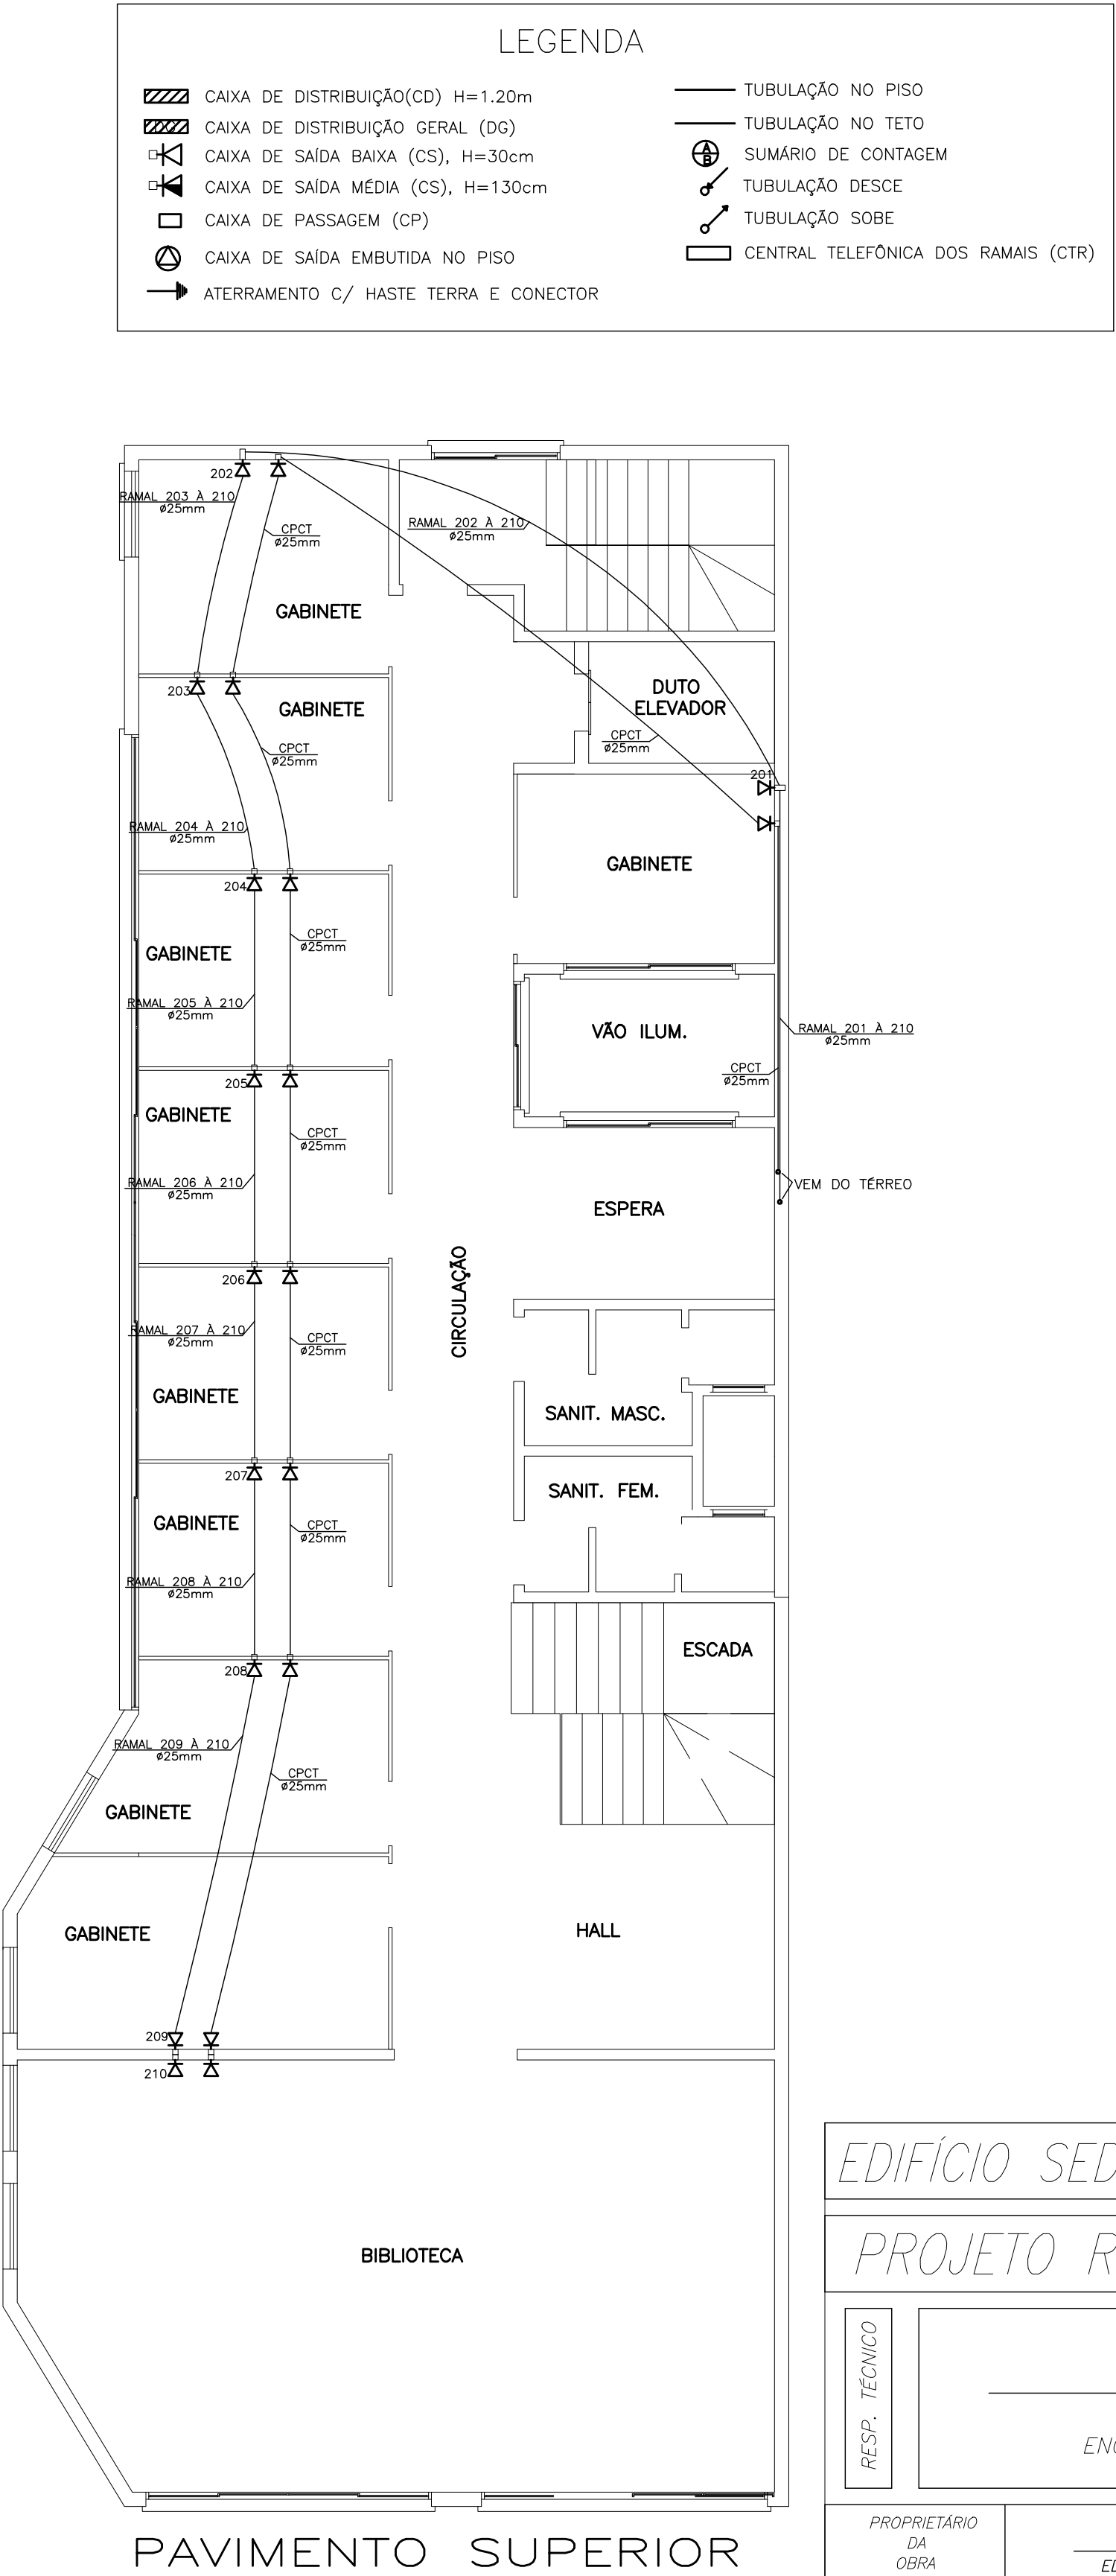 LEGENDA
CAIXA DE DISTRIBUIÇÃO(CD) H=1.20m
DG
CAIXA DE DISTRIBUIÇÃO GERAL (DG)
CAIXA DE SAÍDA BAIXA (CS), H=30cm
CAIXA DE SAÍDA MÉDIA (CS), H=130cm
CAIXA DE PASSAGEM (CP)
CAIXA DE SAÍDA EMBUTIDA NO PISO
ATERRAMENTO C/ HASTE TERRA E CONECTOR
TUBULAÇÃO NO PISO
TUBULAÇÃO NO TETO
A
B
SUMÁRIO DE CONTAGEM
TUBULAÇÃO DESCE
TUBULAÇÃO SOBE
CENTRAL TELEFÔNICA DOS RAMAIS (CTR)
202
RAMAL 203 À 210
ø25mm
CPCT
ø25mm
RAMAL 202 À 210
ø25mm
GABINETE
203
GABINETE
DUTO
ELEVADOR
CPCT
ø25mm
CPCT
ø25mm
201
RAMAL 204 À 210
ø25mm
GABINETE
204
CPCT
ø25mm
GABINETE
RAMAL 205 À 210
ø25mm
VÃO ILUM.
RAMAL 201 À 210
ø25mm
CPCT
ø25mm
205
GABINETE
CPCT
ø25mm
RAMAL 206 À 210
ø25mm
VEM DO TÉRREO
ESPERA
CIRCULAÇÃO
206
RAMAL 207 À 210
ø25mm
CPCT
ø25mm
GABINETE
SANIT. MASC.
207
SANIT. FEM.
GABINETE
CPCT
ø25mm
RAMAL 208 À 210
ø25mm
ESCADA
208
RAMAL 209 À 210
ø25mm
CPCT
ø25mm
GABINETE
GABINETE
HALL
209
210
BIBLIOTECA
PAVIMENTO SUPERIOR
EDIFÍCIO SED
PROJETO R
RESP. TÉCNICO
ENG
PROPRIETÁRIO
DA
OBRA